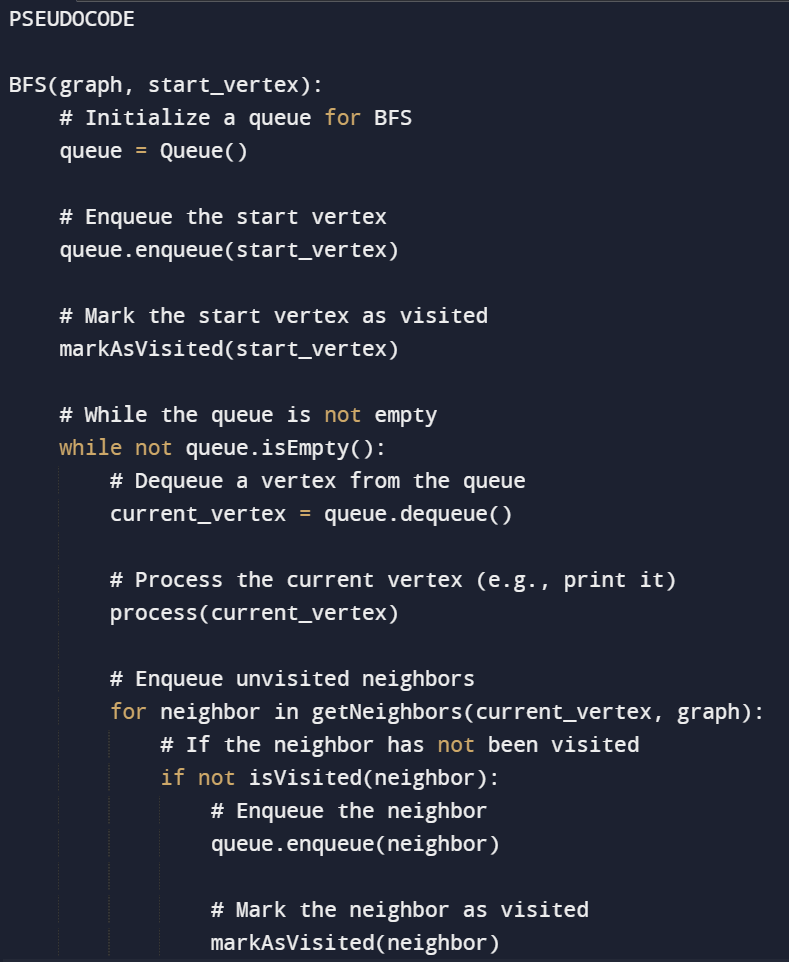 PSEUDOCODE
BFS(graph, start_vertex):
    # Initialize a queue for BFS
    queue = Queue()
    # Enqueue the start vertex
    queue.enqueue(start_vertex)
    # Mark the start vertex as visited
    markAsVisited(start_vertex)
    # While the queue is not empty
    while not queue.isEmpty():
        # Dequeue a vertex from the queue
        current_vertex = queue.dequeue()
        # Process the current vertex (e.g., print it)
        process(current_vertex)
        # Enqueue unvisited neighbors
        for neighbor in getNeighbors(current_vertex, graph):
            # If the neighbor has not been visited
            if not isVisited(neighbor):
                # Enqueue the neighbor
                queue.enqueue(neighbor)
                # Mark the neighbor as visited
                markAsVisited(neighbor)